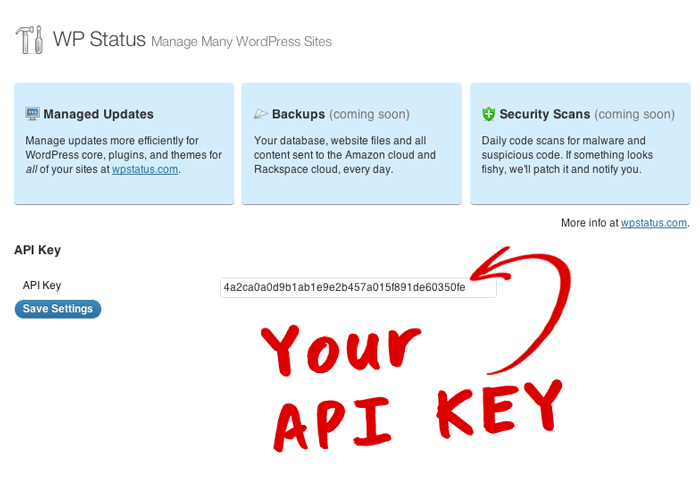 WP Status Manage Many WordPress Sites
Managed Updates
Manage updates more efficiently for
WordPress core, plugins, and themes for
all of your sites at wpstatus.com.
Backups (coming soon)
Your database, website files and all
content sent to the Amazon cloud and
Rackspace cloud, every day.
Security Scans (coming soon)
Daily code scans for malware and
suspicious code. If something looks
fishy, we'll patch it and notify you.
More info at wpstatus.com.
API Key
API Key
4a2ca0a0d9b1ab1e9e2b457a015f891de60350fe
Save Settings
Your
API KEY